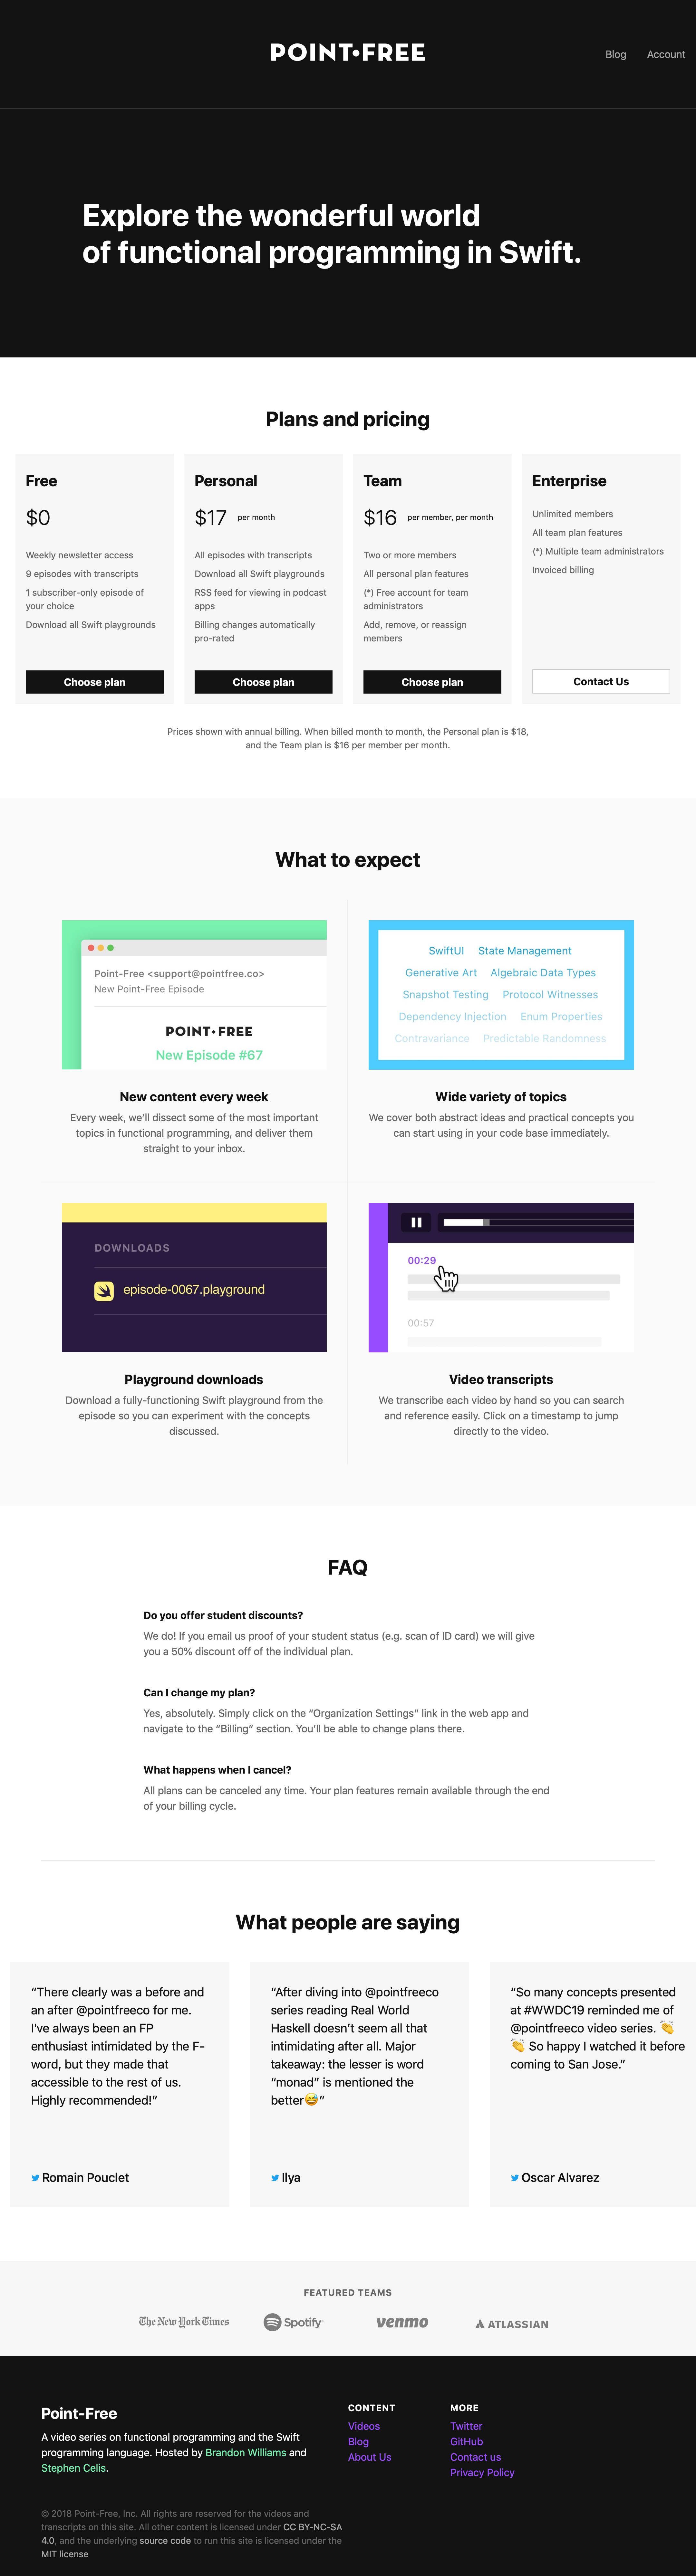 POINT•FREE
Blog Account
Explore the wonderful world
of functional programming in Swift.
Plans and pricing
Free
$0
Weekly newsletter access
9 episodes with transcripts
1 subscriber-only episode of
your choice
Download all Swift playgrounds
Choose plan
Personal
$17 per month
All episodes with transcripts
Download all Swift playgrounds
RSS feed for viewing in podcast
apps
Billing changes automatically
pro-rated
Choose plan
Team
$16 per member, per month
Two or more members
All personal plan features
(*) Free account for team
administrators
Add, remove, or reassign
members
Choose plan
Enterprise
Unlimited members
All team plan features
(*) Multiple team administrators
Invoiced billing
Contact Us
Prices shown with annual billing. When billed month to month, the Personal plan is $18,
and the Team plan is $16 per member per month.
What to expect
Point-Free <support@pointfree.co>
New Point-Free Episode
POINT•FREE
New Episode #67
New content every week
Every week, we’ll dissect some of the most important
topics in functional programming, and deliver them
straight to your inbox.
SwiftUI State Management
Generative Art Algebraic Data Types
Snapshot Testing Protocol Witnesses
Dependency Injection Enum Properties
Contravariance Predictable Randomness
Wide variety of topics
We cover both abstract ideas and practical concepts you
can start using in your code base immediately.
DOWNLOADS
episode-0067.playground
Playground downloads
Download a fully-functioning Swift playground from the
episode so you can experiment with the concepts
discussed.
00:29
00:57
Video transcripts
We transcribe each video by hand so you can search
and reference easily. Click on a timestamp to jump
directly to the video.
FAQ
Do you offer student discounts?
We do! If you email us proof of your student status (e.g. scan of ID card) we will give
you a 50% discount off of the individual plan.
Can I change my plan?
Yes, absolutely. Simply click on the “Organization Settings” link in the web app and
navigate to the “Billing” section. You’ll be able to change plans there.
What happens when I cancel?
All plans can be canceled any time. Your plan features remain available through the end
of your billing cycle.
What people are saying
“There clearly was a before and
an after @pointfreeco for me.
I've always been an FP
enthusiast intimidated by the F-
word, but they made that
accessible to the rest of us.
Highly recommended!”
Romain Pouclet
“After diving into @pointfreeco
series reading Real World
Haskell doesn’t seem all that
intimidating after all. Major
takeaway: the lesser is word
“monad” is mentioned the
better😅”
Ilya
“So many concepts presented
at #WWDC19 reminded me of
@pointfreeco video series. 👏
👏 So happy I watched it before
coming to San Jose.”
Oscar Alvarez
FEATURED TEAMS
The New York Times Spotify venmo ATLASSIAN
Point-Free
A video series on functional programming and the Swift
programming language. Hosted by Brandon Williams and
Stephen Celis.
CONTENT
Videos
Blog
About Us
MORE
Twitter
GitHub
Contact us
Privacy Policy
© 2018 Point-Free, Inc. All rights are reserved for the videos and
transcripts on this site. All other content is licensed under CC BY-NC-SA
4.0, and the underlying source code to run this site is licensed under the
MIT license